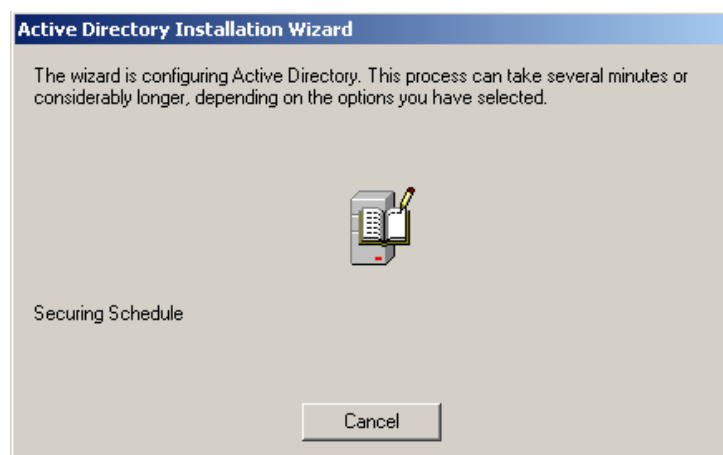 Active Directory Installation Wizard
The wizard is configuring Active Directory. This process can take several minutes or
considerably longer, depending on the options you have selected.
Securing Schedule
Cancel